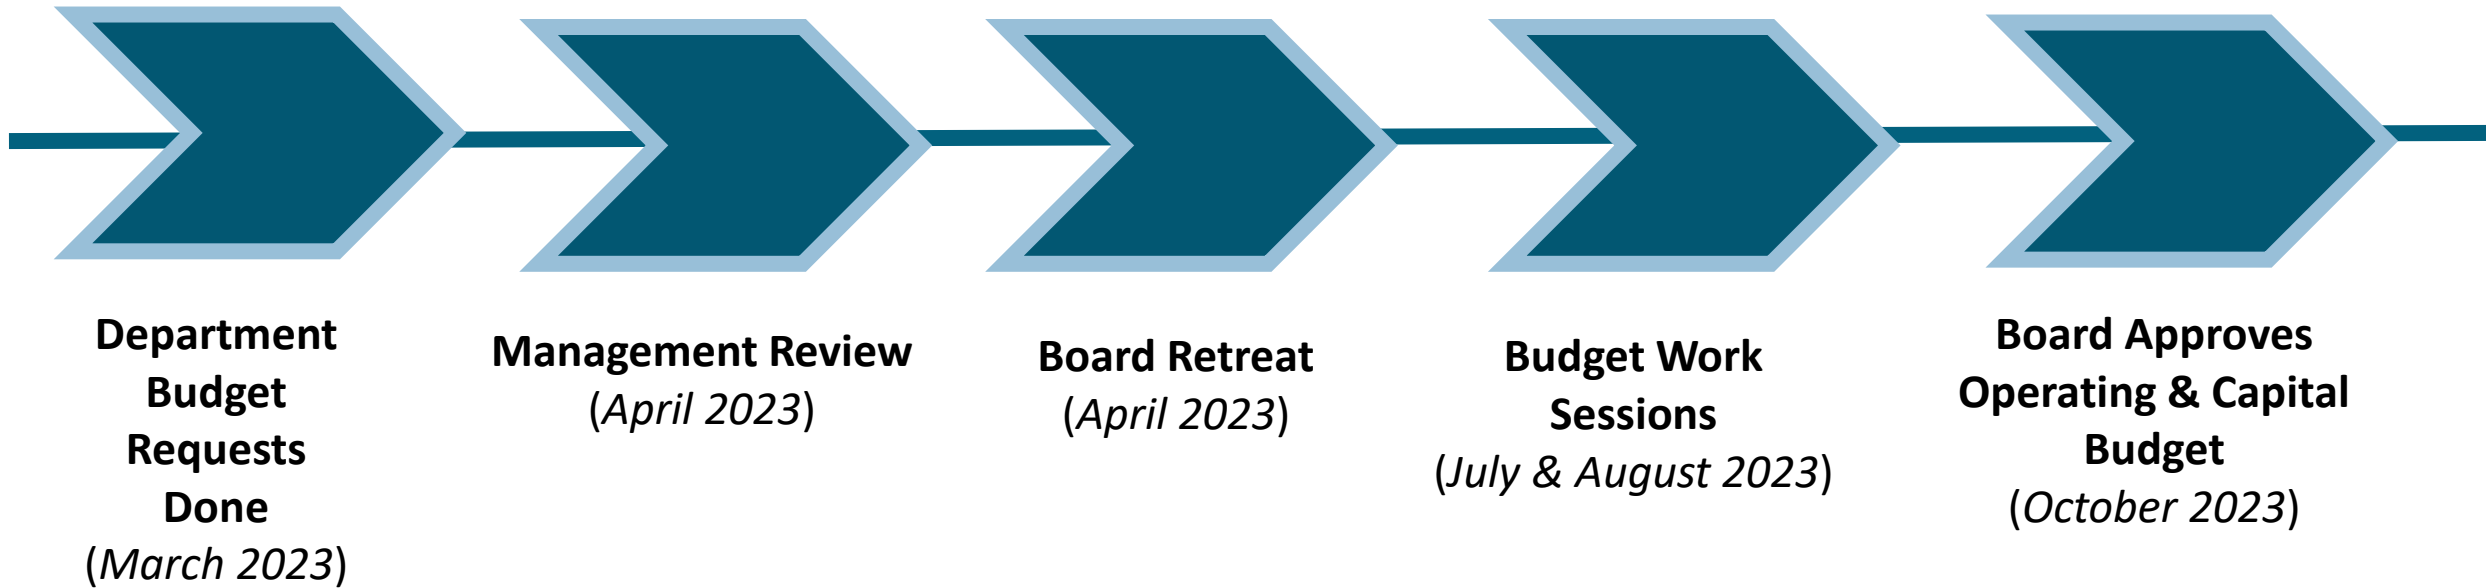 Department
Budget
Requests
Done
(March 2023)
Management Review
(April 2023)
Board Retreat
(April 2023)
Budget Work
Sessions
(July & August 2023)
Board Approves
Operating & Capital
Budget
(October 2023)